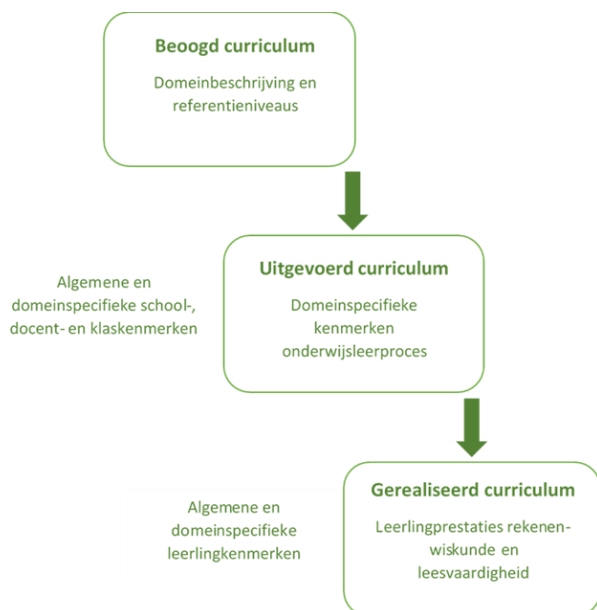 Beoogd curriculum
Domeinbeschrijving en
referentieniveaus
Uitgevoerd curriculum
Domeinspecifieke
kenmerken
onderwijsleerproces
Algemene en
domeinspecifieke school-,
docent- en klaskenmerken
Gerealiseerd curriculum
Leerlingprestaties rekenen-
wiskunde en
leesvaardigheid
Algemene en
domeinspecifieke
leerlingkenmerken